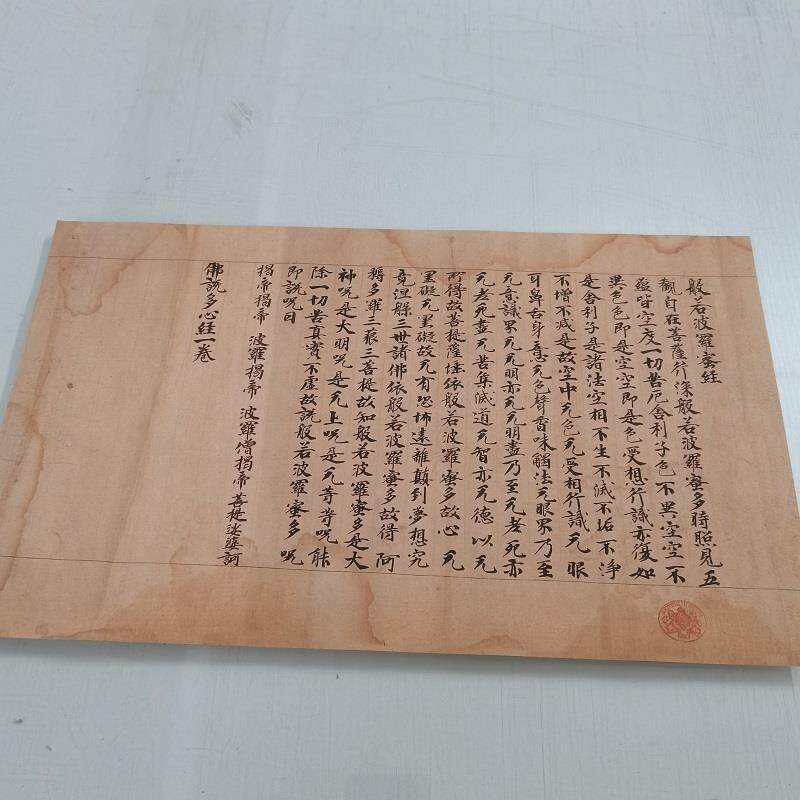 般若波羅蜜經
觀自在菩薩行深般若波羅蜜多時照見五
蘊皆空度一切苦厄舍利子色不異空空不
異色色即是空空即是色受想行識亦復如
是舍利子是諸法空相不生不滅不垢不淨
不增不減是故空中无色无受想行識无眼
耳鼻舌身意无色聲香味觸法无眼界乃至
无意識界无无明亦无无明盡乃至无老死亦
无老死盡无苦集滅道无智亦无德以无
所得故菩提薩埵依般若波羅蜜多故心无
罣礙无罣礙故无有恐怖遠離顛到夢想究
竟涅槃三世諸佛依般若波羅蜜多故得阿
耨多羅三藐三菩提故知般若波羅蜜多是大
神呪是大明呪是无上呪是无等等呪能
除一切苦真實不虛故說般若波羅蜜多呪
即說呪曰
揭帝揭帝 波羅揭帝 波羅僧揭帝 菩提娑婆訶
佛說多心經一卷